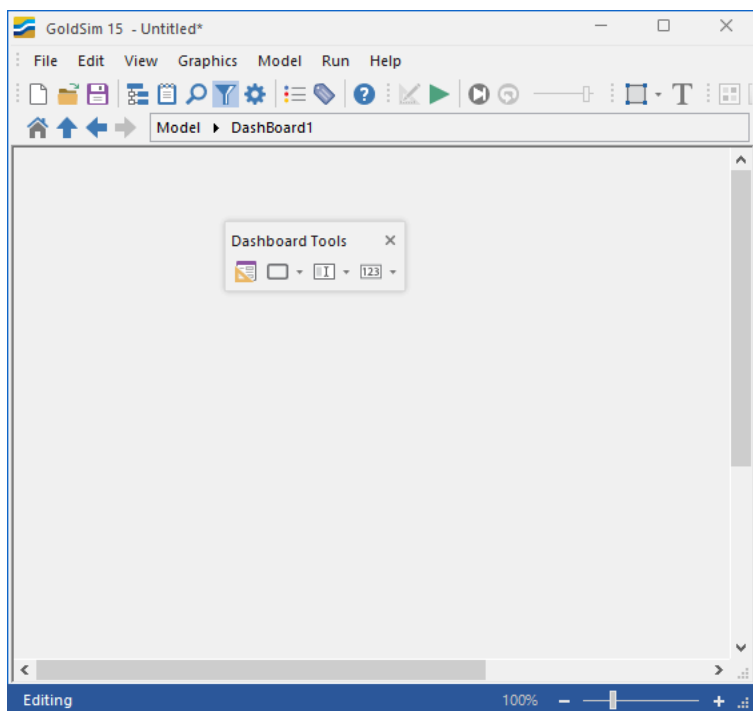 GoldSim 15 - Untitled*
File Edit View Graphics Model Run Help
T
Model DashBoard1
Dashboard Tools
123
Editing 100%